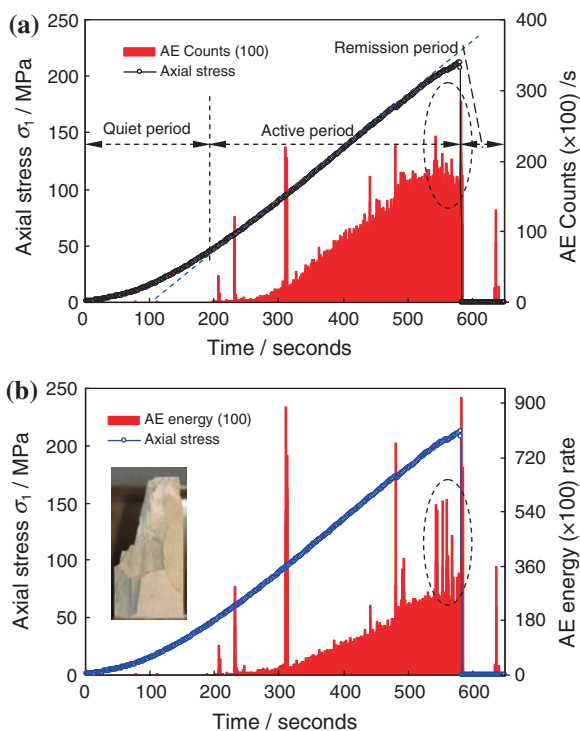 (a)
AE Counts (100)
Axial stress
Remission period
Quiet period
Active period
Axial stress σ1 / MPa
250
200
150
100
50
0
AE Counts (×100) /s
400
300
200
100
0
0 100 200 300 400 500 600
Time / seconds
(b)
AE energy (100)
Axial stress
Axial stress σ1 / MPa
250
200
150
100
50
0
AE energy (×100) rate
900
720
540
360
180
0
0 100 200 300 400 500 600
Time / seconds